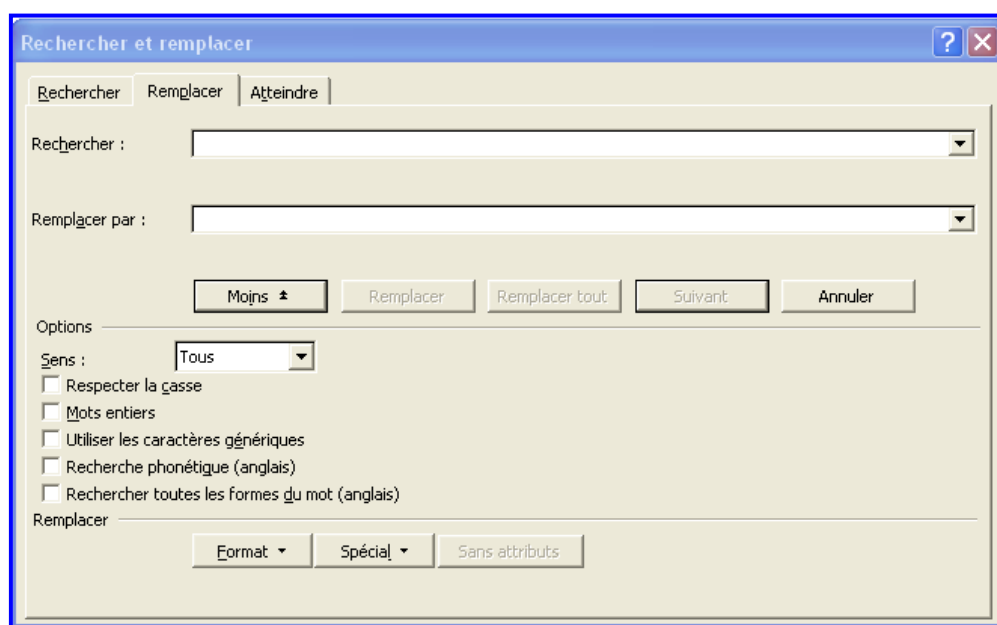 Rechercher et remplacer
Rechercher Remplacer Atteindre
Rechercher :
Remplacer par :
Moins Remplacer Remplacer tout Suivant Annuler
Options
Sens : Tous
Respecter la casse
Mots entiers
Utiliser les caractères génériques
Recherche phonétique (anglais)
Rechercher toutes les formes du mot (anglais)
Remplacer
Format Spécial Sans attributs